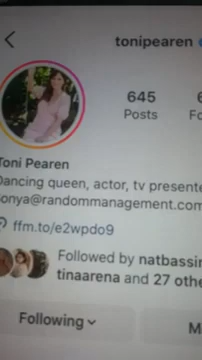 tonipearen
645
Posts
Toni Pearen
Dancing queen, actor, tv presente
onya@randommanagement.com
ffm.to/e2wpdo9
Followed by natbassin
tinaarena and 27 othe
Following
M